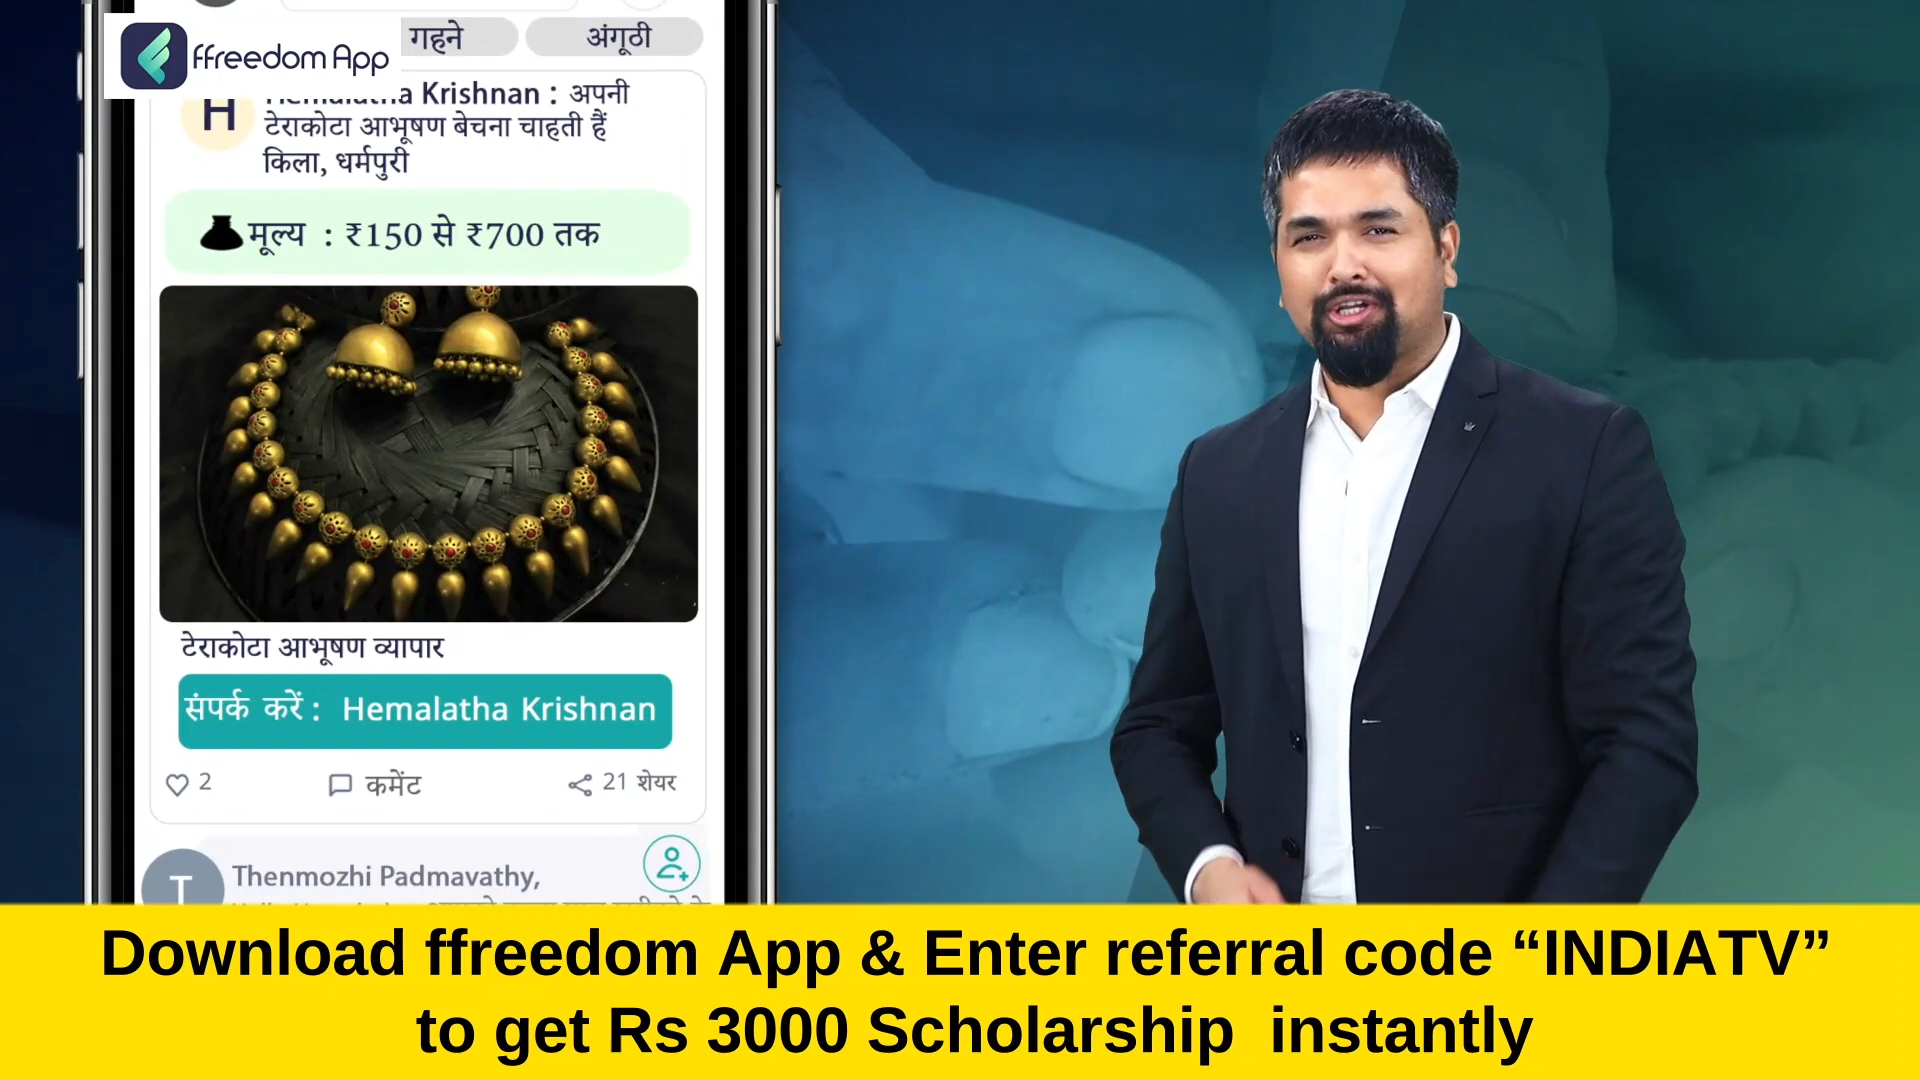 ffreedom App
गहने
अंगूठी
H
Hemalatha Krishnan : अपनी
टेराकोटा आभूषण बेचना चाहती हैं
किला, धर्मपुरी
मूल्य : ₹150 से ₹700 तक
टेराकोटा आभूषण व्यापार
संपर्क करें : Hemalatha Krishnan
2
कमेंट
21 शेयर
T
Thenmozhi Padmavathy,
Download ffreedom App & Enter referral code “INDIATV”
to get Rs 3000 Scholarship instantly